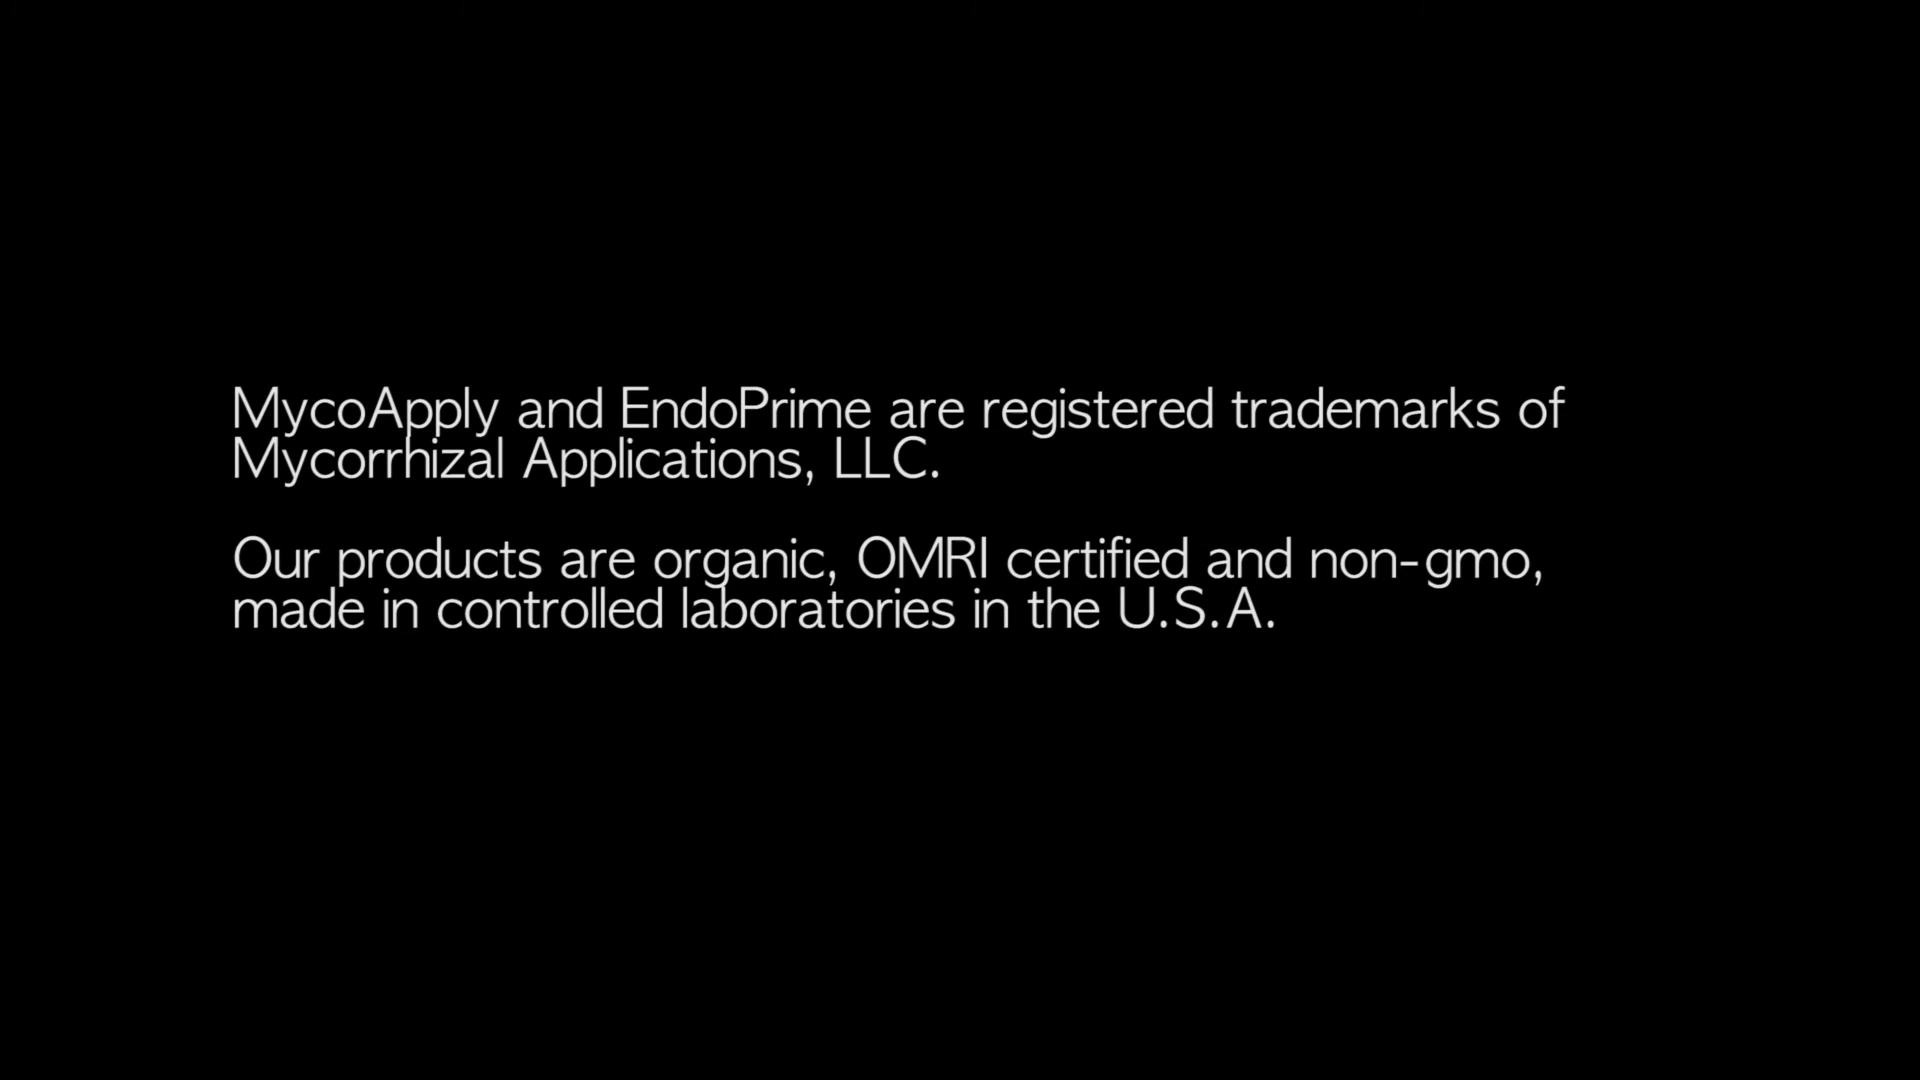 MycoApply and EndoPrime are registered trademarks of
Mycorrhizal Applications, LLC.
Our products are organic, OMRI certified and non-gmo,
made in controlled laboratories in the U.S.A.